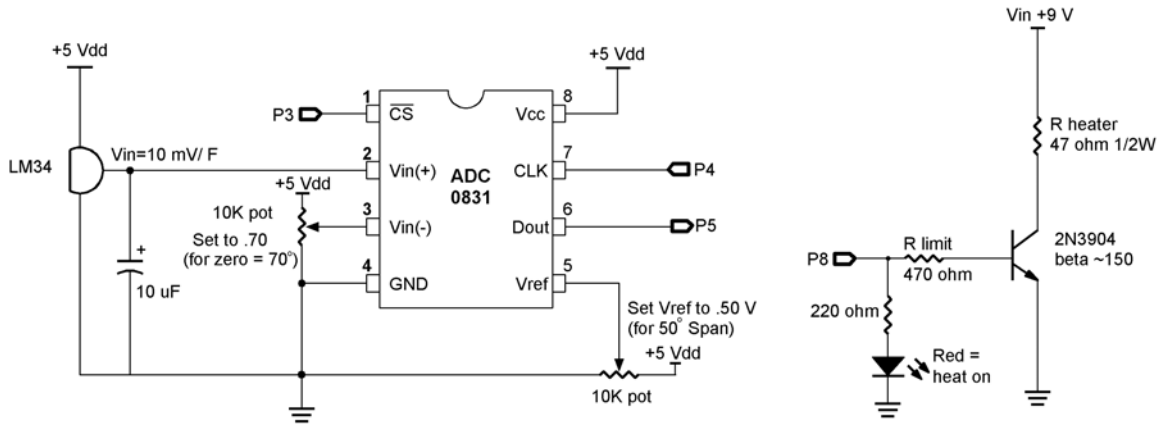 +5 Vdd
LM34
Vin=10 mV/ F
+
10 uF
+5 Vdd
10K pot
Set to .70
(for zero = 70°)
P3
1
2
3
4
CS
Vin(+)
Vin(-)
GND
ADC
0831
Vcc
CLK
Dout
Vref
8
7
6
5
+5 Vdd
P4
P5
Set Vref to .50 V
(for 50° Span)
+5 Vdd
10K pot
Vin +9 V
R heater
47 ohm 1/2W
P8
R limit
470 ohm
2N3904
beta ~150
220 ohm
Red =
heat on